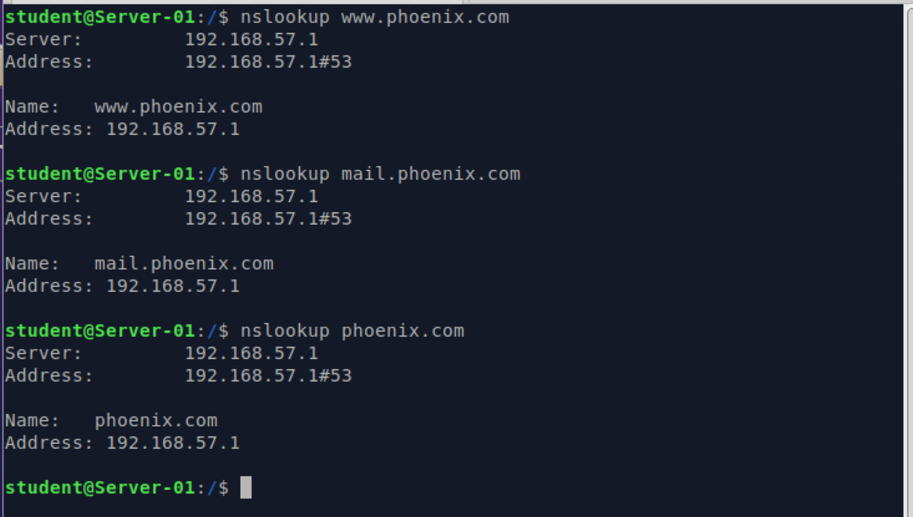 student@Server-01:/$ nslookup www.phoenix.com
Server:         192.168.57.1
Address:        192.168.57.1#53

Name:   www.phoenix.com
Address: 192.168.57.1

student@Server-01:/$ nslookup mail.phoenix.com
Server:         192.168.57.1
Address:        192.168.57.1#53

Name:   mail.phoenix.com
Address: 192.168.57.1

student@Server-01:/$ nslookup phoenix.com
Server:         192.168.57.1
Address:        192.168.57.1#53

Name:   phoenix.com
Address: 192.168.57.1

student@Server-01:/$